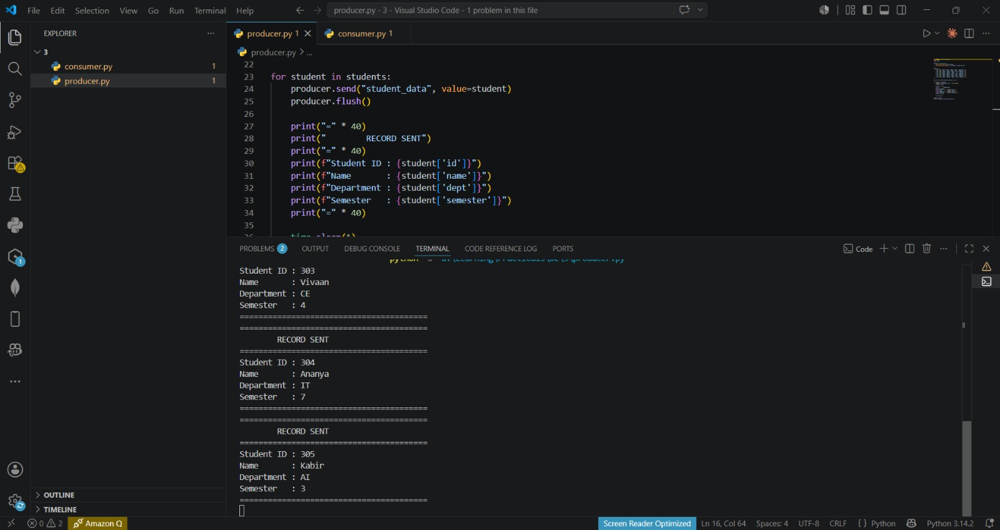 File Edit Selection View Go Run Terminal Help
producer.py - 3 - Visual Studio Code - 1 problem in this file
EXPLORER
3
consumer.py 1
producer.py 1
OUTLINE
TIMELINE
producer.py 1
consumer.py 1
producer.py > ...
22
23 for student in students:
24 producer.send("student_data", value=student)
25 producer.flush()
26
27 print("=" * 40)
28 print("        RECORD SENT")
29 print("=" * 40)
30 print(f"Student ID : {student['id']}")
31 print(f"Name       : {student['name']}")
32 print(f"Department : {student['dept']}")
33 print(f"Semester   : {student['semester']}")
34 print("=" * 40)
35
36 time.sleep(1)
PROBLEMS 2 OUTPUT DEBUG CONSOLE TERMINAL CODE REFERENCE LOG PORTS
Code
Student ID : 303
Name       : Vivaan
Department : CE
Semester   : 4
========================================
========================================
        RECORD SENT
========================================
Student ID : 304
Name       : Ananya
Department : IT
Semester   : 7
========================================
========================================
        RECORD SENT
========================================
Student ID : 305
Name       : Kabir
Department : AI
Semester   : 3
========================================
1
0 2 Amazon Q
Screen Reader Optimized Ln 16, Col 64 Spaces: 4 UTF-8 CRLF {} Python Python 3.14.2